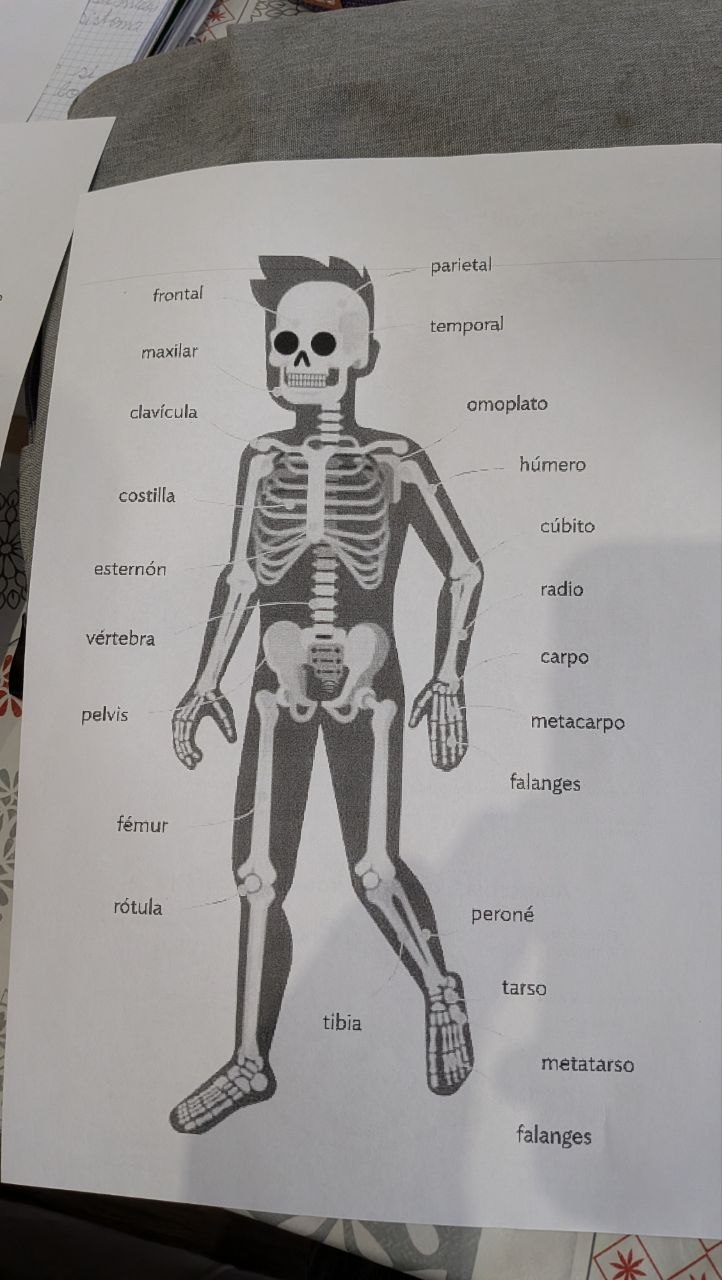 sistema
parietal
frontal
temporal
maxilar
omoplato
clavícula
húmero
costilla
cúbito
esternón
radio
vértebra
carpo
pelvis
metacarpo
falanges
fémur
rótula
peroné
tarso
tibia
metatarso
falanges